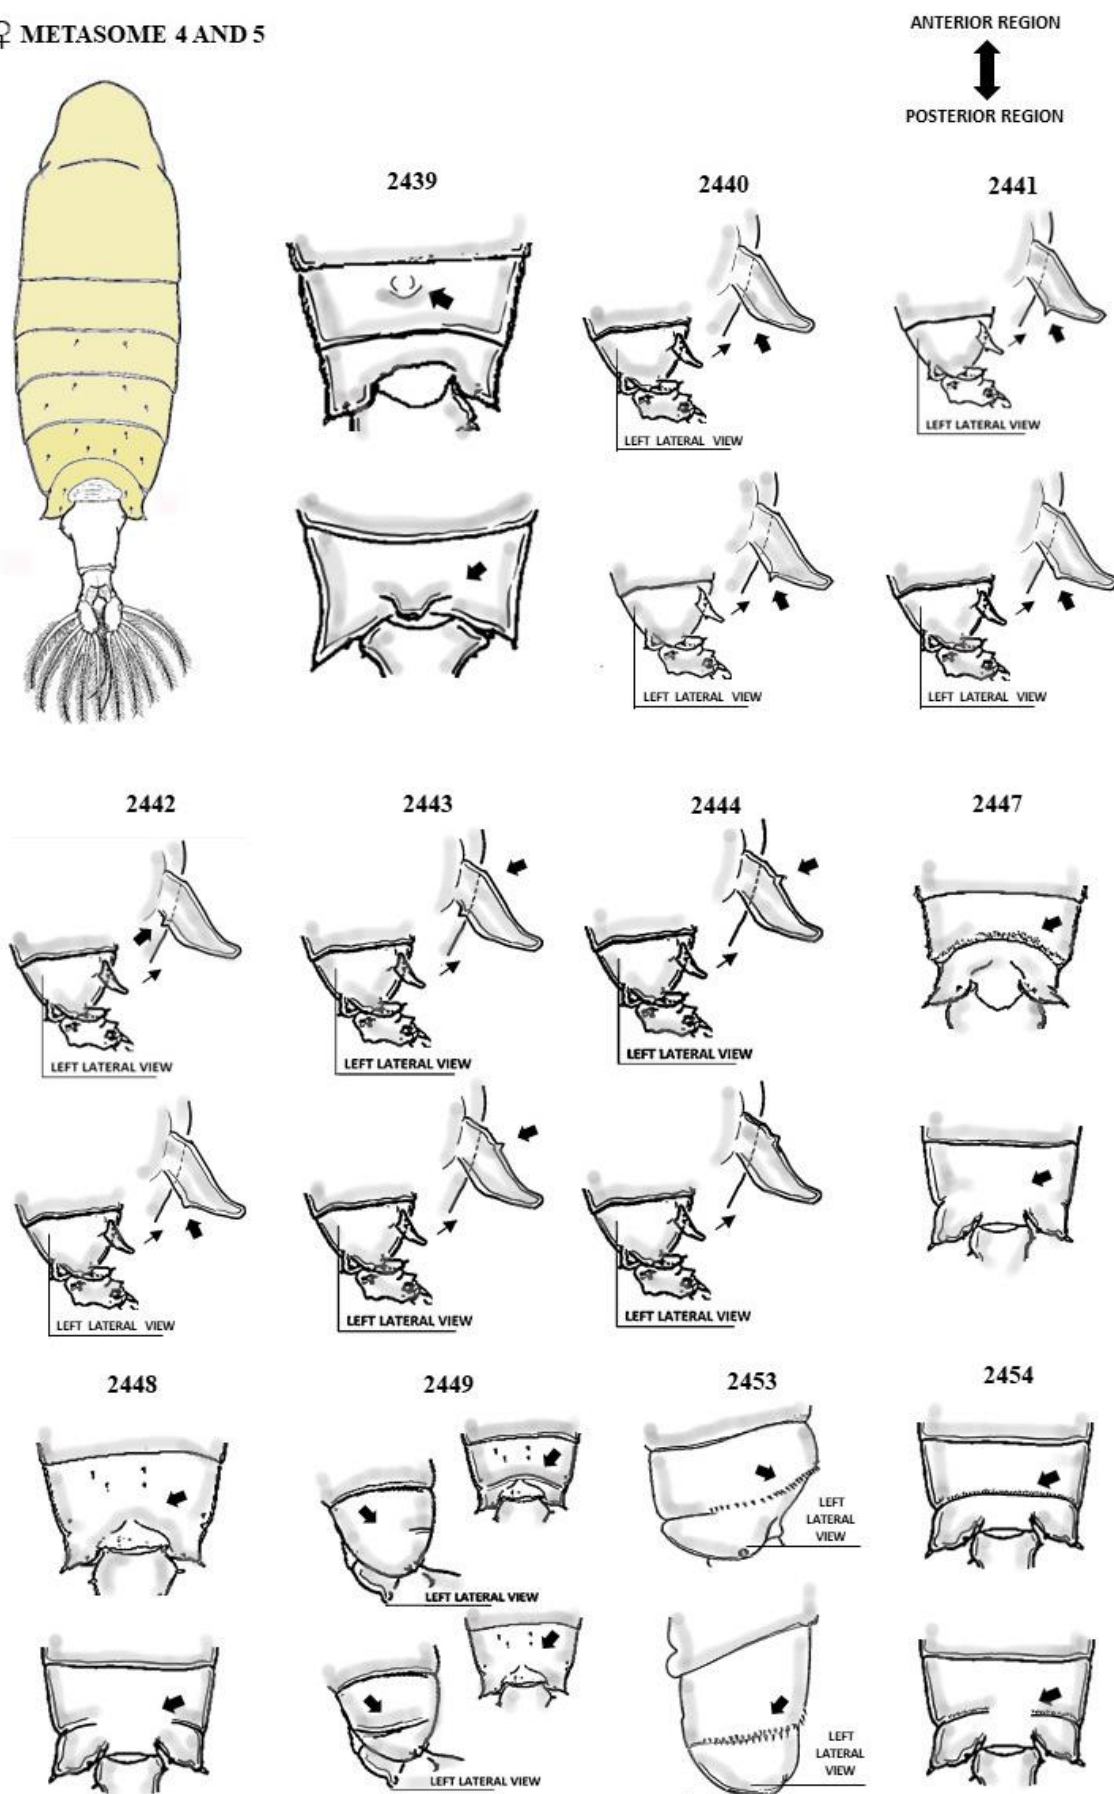 ♀ METASOME 4 AND 5
ANTERIOR REGION
POSTERIOR REGION
2439
2440
2441
LEFT LATERAL VIEW
LEFT LATERAL VIEW
LEFT LATERAL VIEW
LEFT LATERAL VIEW
2442
2443
2444
2447
LEFT LATERAL VIEW
LEFT LATERAL VIEW
LEFT LATERAL VIEW
LEFT LATERAL VIEW
LEFT LATERAL VIEW
LEFT LATERAL VIEW
2448
2449
2453
2454
LEFT
LATERAL
VIEW
LEFT LATERAL VIEW
LEFT
LATERAL
VIEW
LEFT LATERAL VIEW